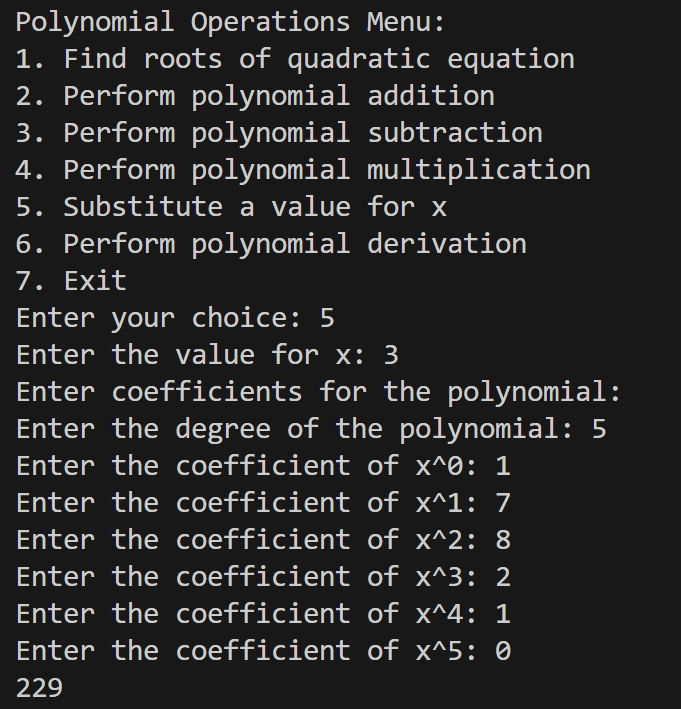 Polynomial Operations Menu:
1. Find roots of quadratic equation
2. Perform polynomial addition
3. Perform polynomial subtraction
4. Perform polynomial multiplication
5. Substitute a value for x
6. Perform polynomial derivation
7. Exit
Enter your choice: 5
Enter the value for x: 3
Enter coefficients for the polynomial:
Enter the degree of the polynomial: 5
Enter the coefficient of x^0: 1
Enter the coefficient of x^1: 7
Enter the coefficient of x^2: 8
Enter the coefficient of x^3: 2
Enter the coefficient of x^4: 1
Enter the coefficient of x^5: 0
229